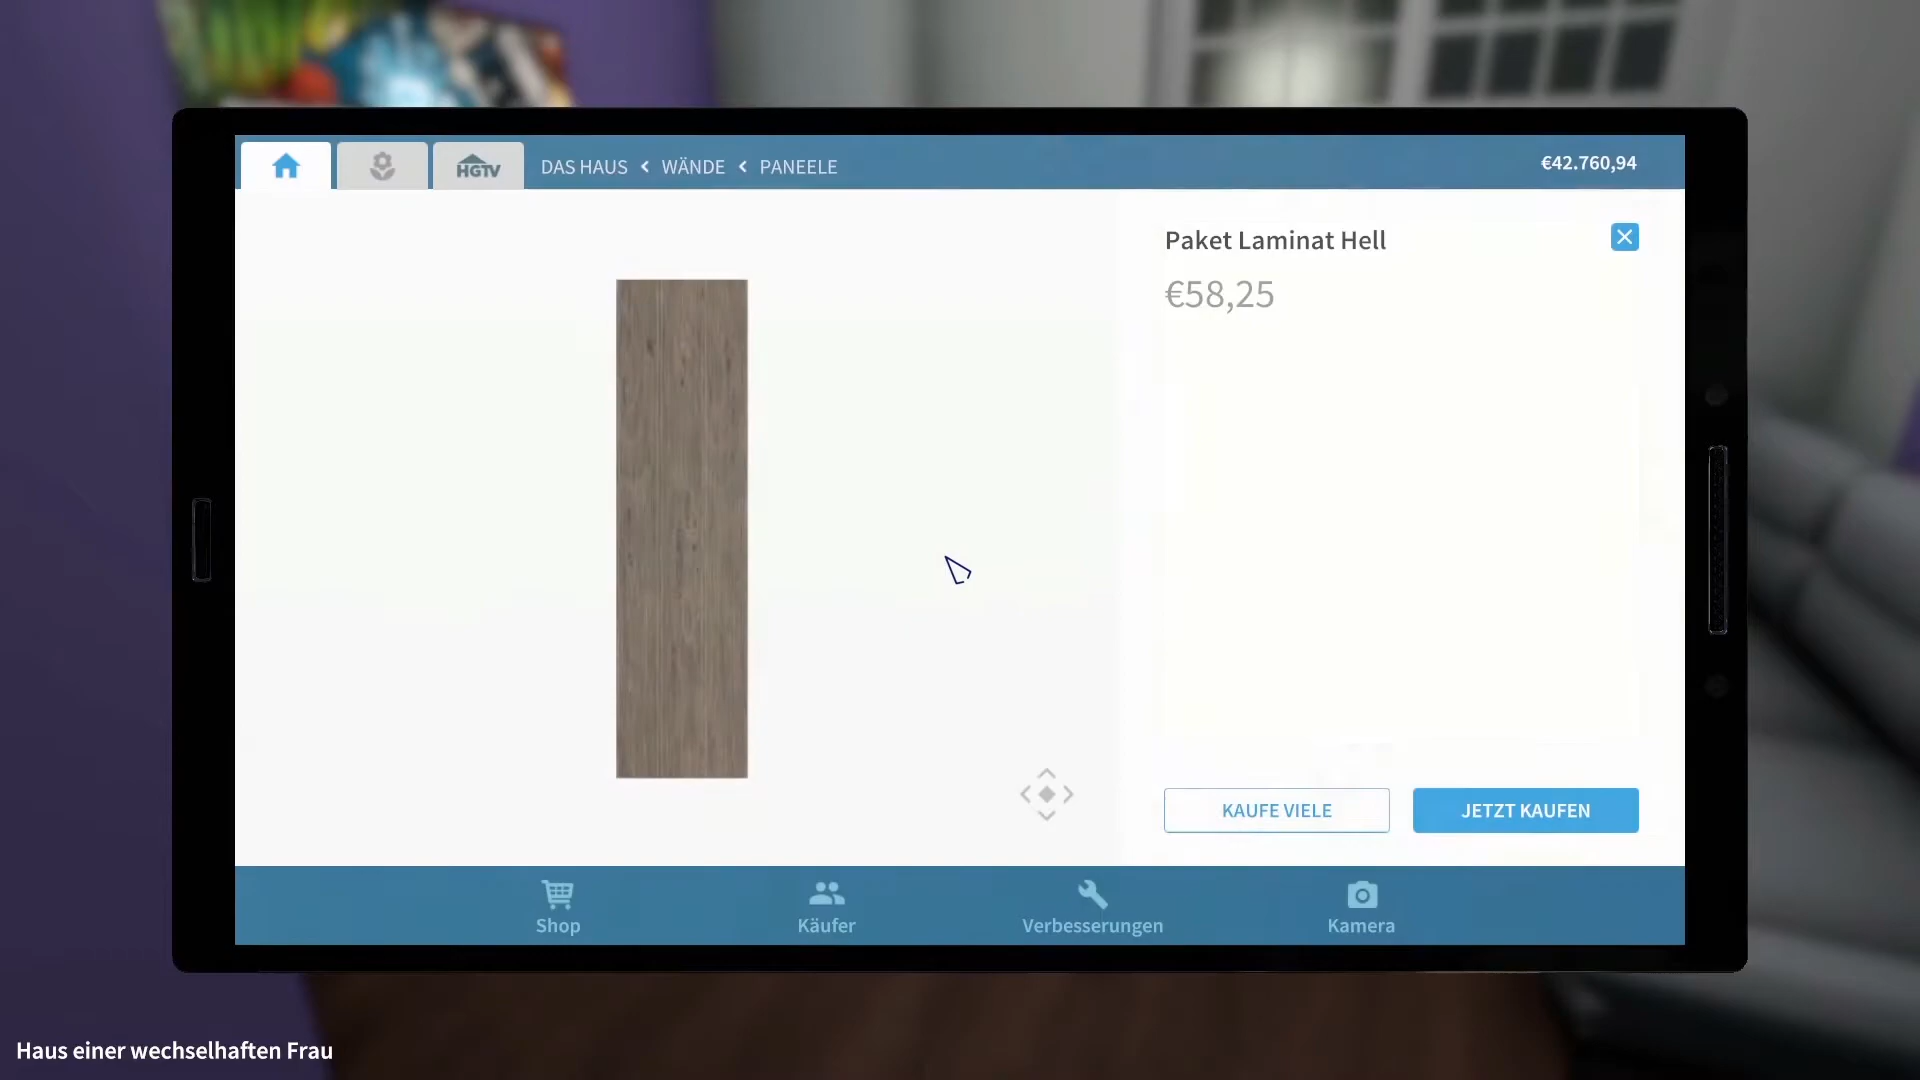 HGTV
DAS HAUS < WÄNDE < PANEELE
€42.760,94
Paket Laminat Hell
€58,25
KAUFE VIELE
JETZT KAUFEN
Shop
Käufer
Verbesserungen
Kamera
Haus einer wechselhaften Frau